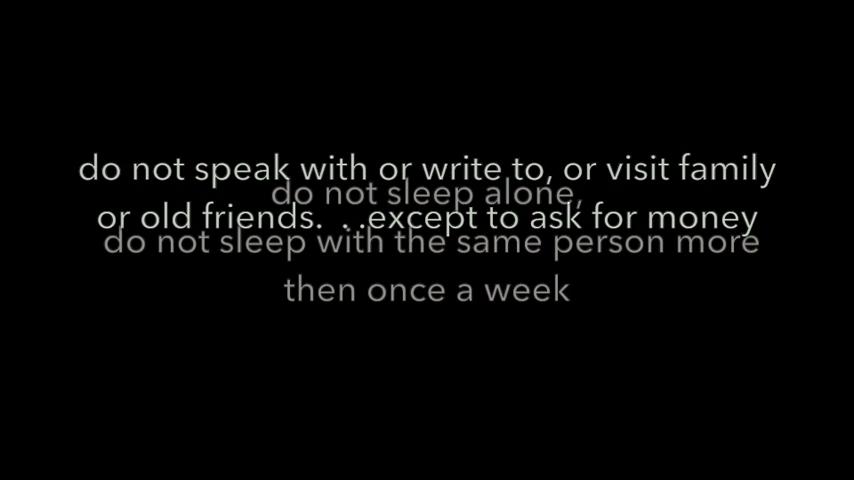 do not speak with or write to, or visit family
do not sleep alone,
or old friends.  . .except to ask for money
do not sleep with the same person more
then once a week